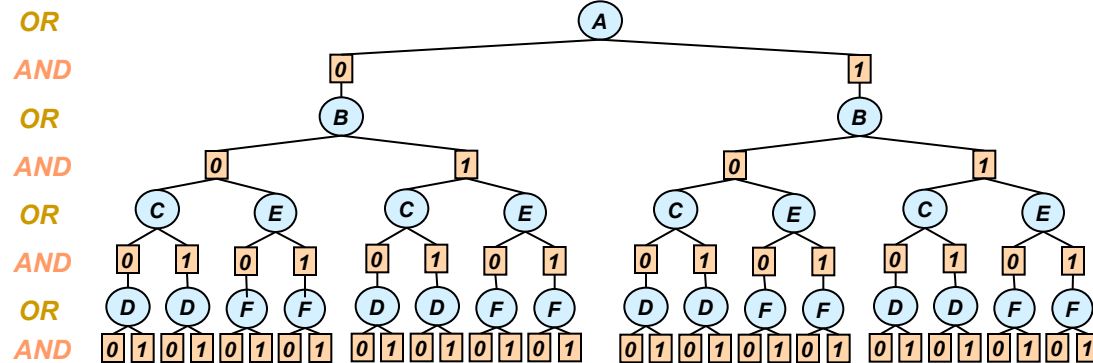 OR A
AND 0 1
OR B B
AND 0 1 0 1
OR C E C E C E C E
AND 0 1 0 1 0 1 0 1 0 1 0 1 0 1 0 1
OR D D F F D D F F D D F F D D F F
AND 0 1 0 1 0 1 0 1 0 1 0 1 0 1 0 1 0 1 0 1 0 1 0 1 0 1 0 1 0 1 0 1